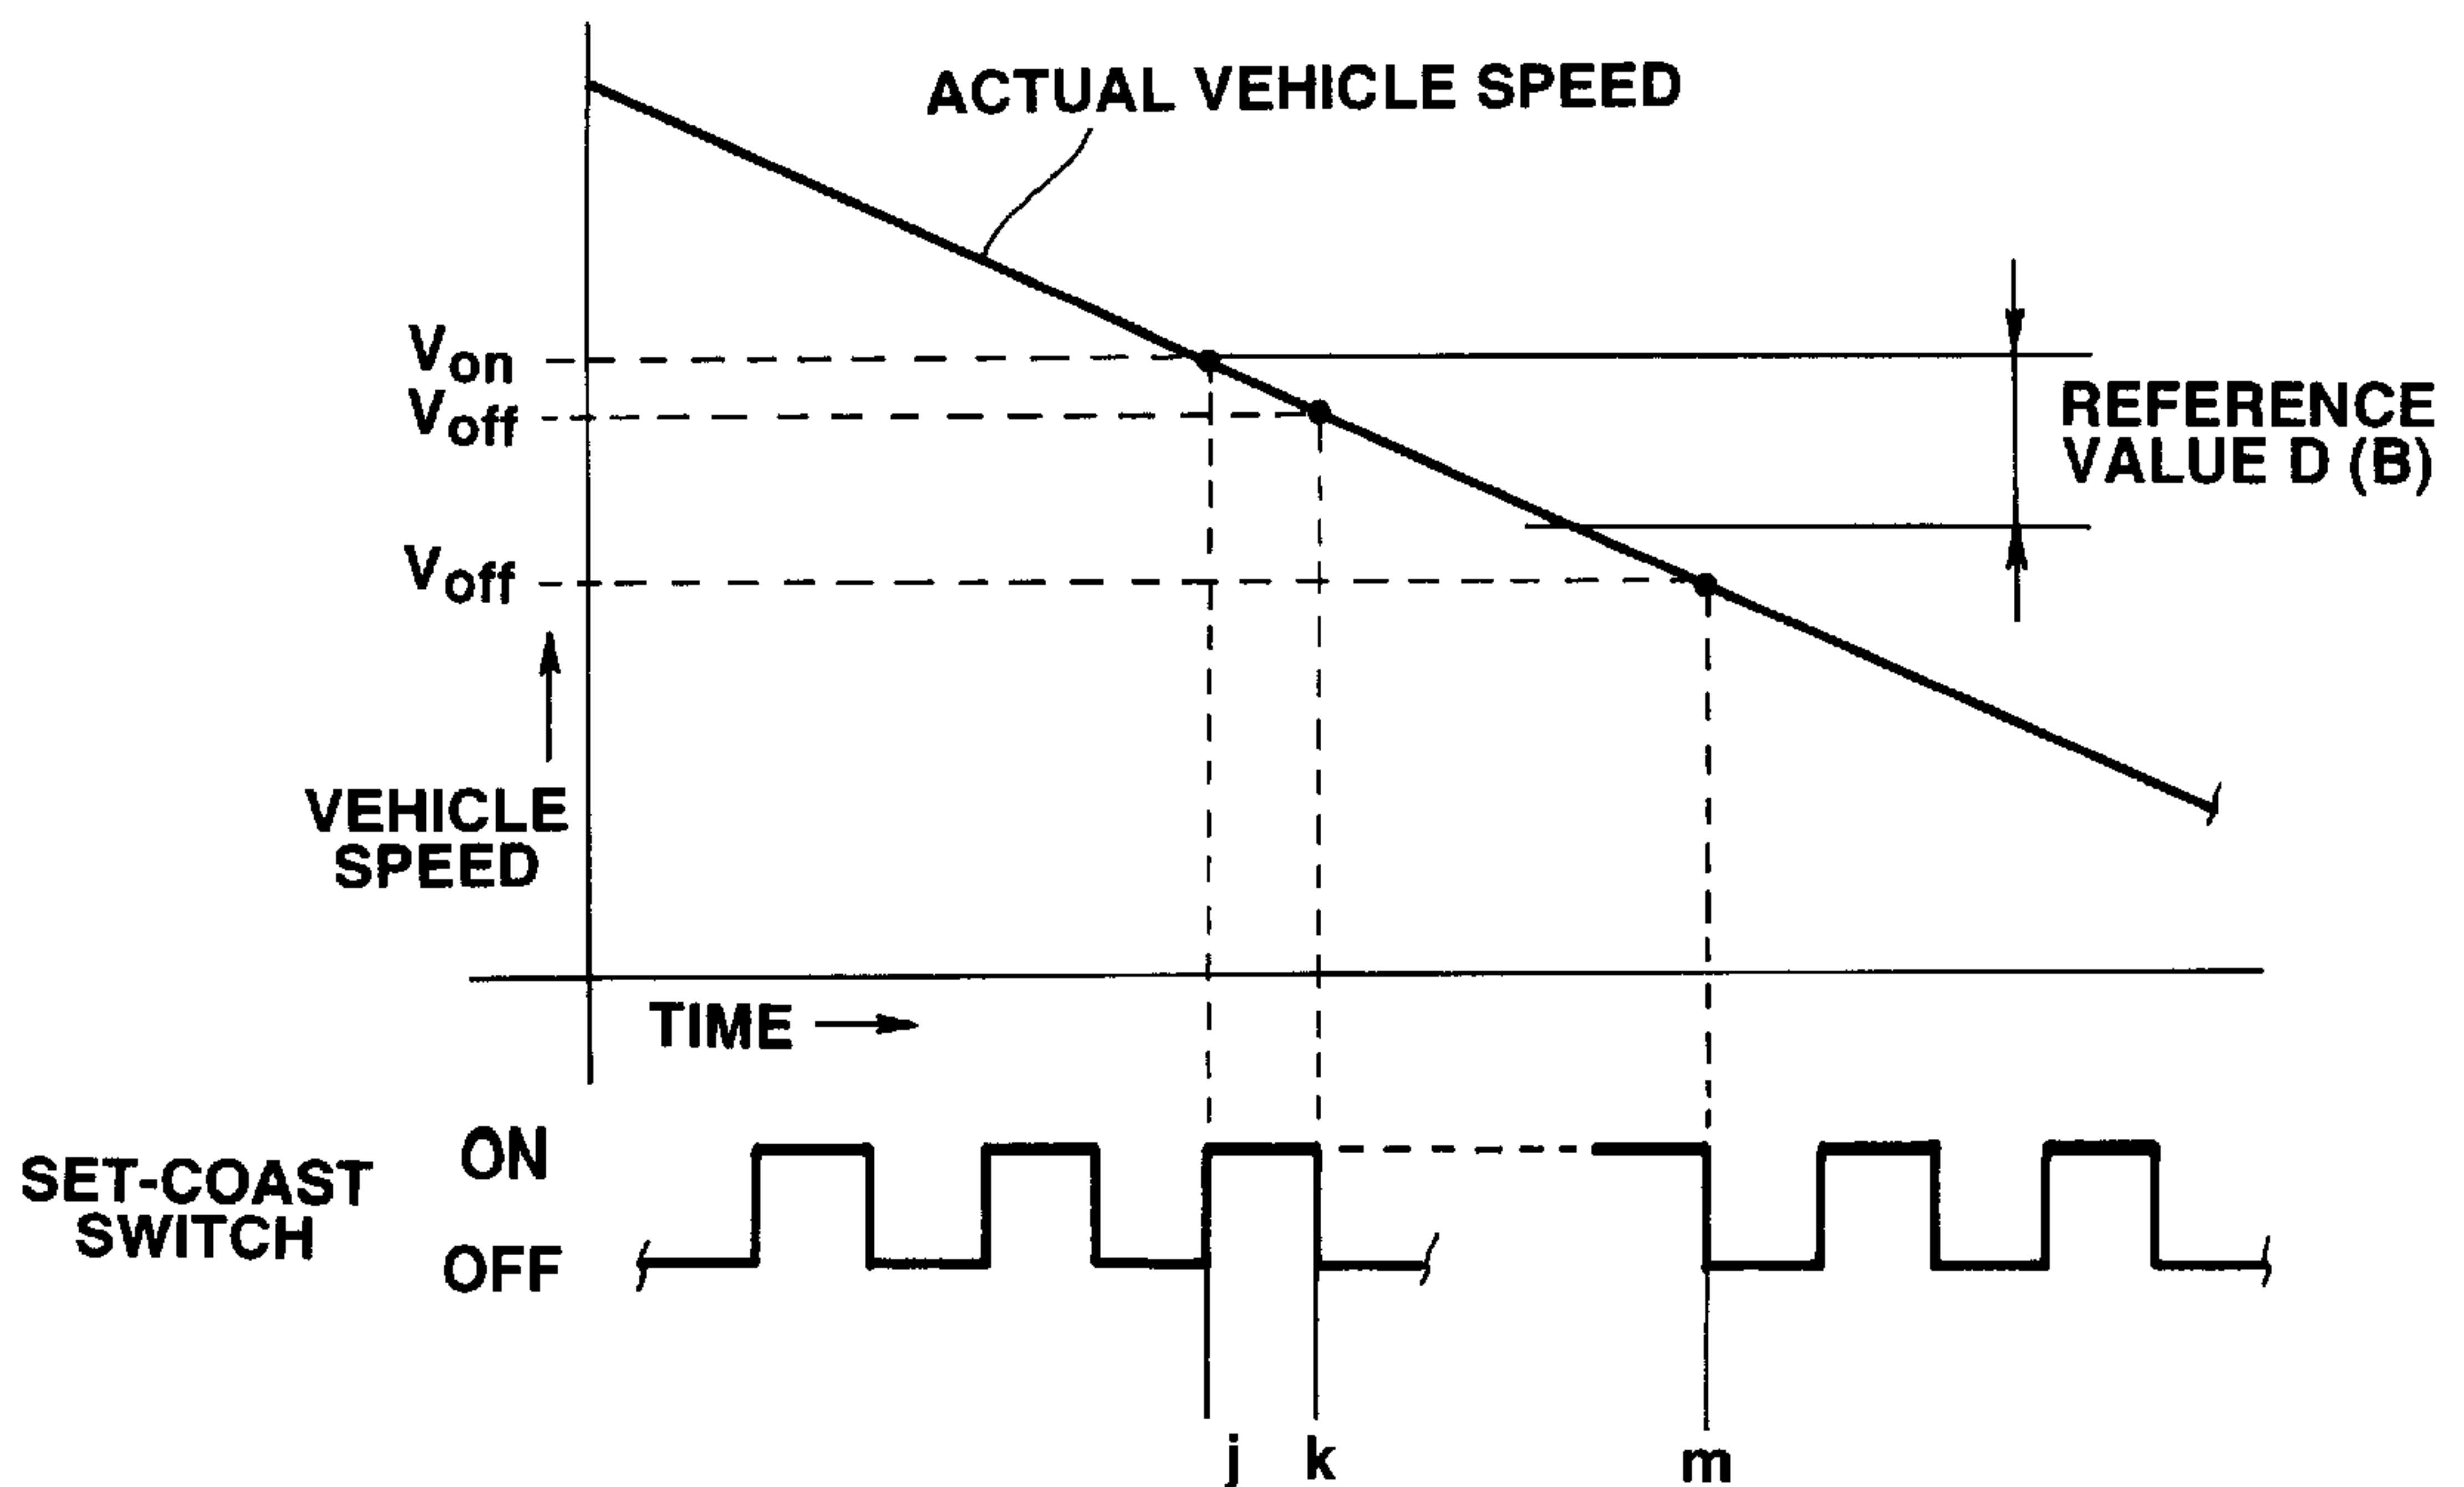 ACTUAL VEHICLE SPEED
Von
Voff
REFERENCE
VALUE D (B)
Voff
VEHICLE
SPEED
TIME
ON
SET-COAST
SWITCH
OFF
j
k
m